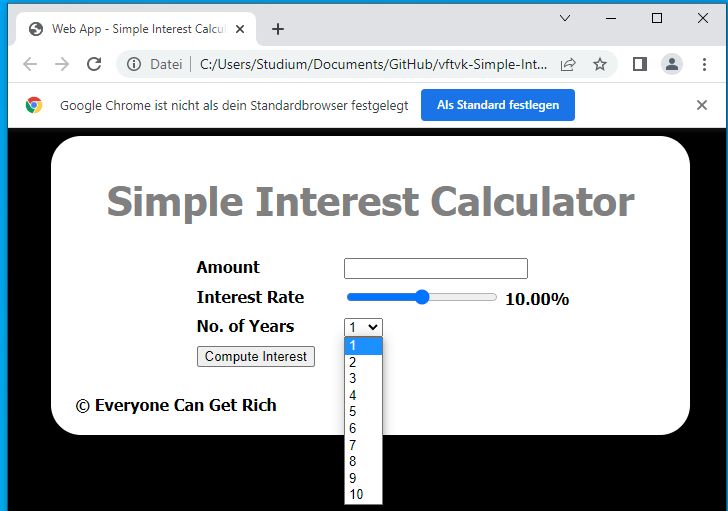 Web App - Simple Interest Calcul
Datei | C:/Users/Studium/Documents/GitHub/vftvk-Simple-Int...
Google Chrome ist nicht als dein Standardbrowser festgelegt Als Standard festlegen
Simple Interest Calculator
Amount
Interest Rate 10.00%
No. of Years 1
Compute Interest
1
2
3
4
5
6
7
8
9
10
© Everyone Can Get Rich